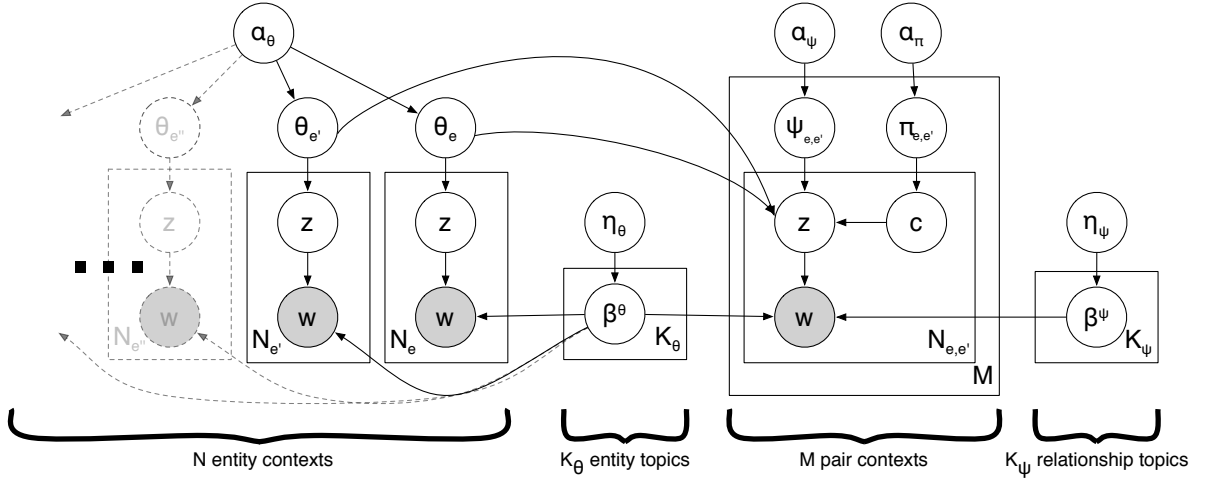 α_θ α_ψ α_π
θ_e'' θ_e' θ_e ψ_e,e' π_e,e'
z z z η_θ z c η_ψ
w w w β^θ w β^ψ
N_e'' N_e' N_e K_θ N_e,e' K_ψ
M
N entity contexts K_θ entity topics M pair contexts K_ψ relationship topics